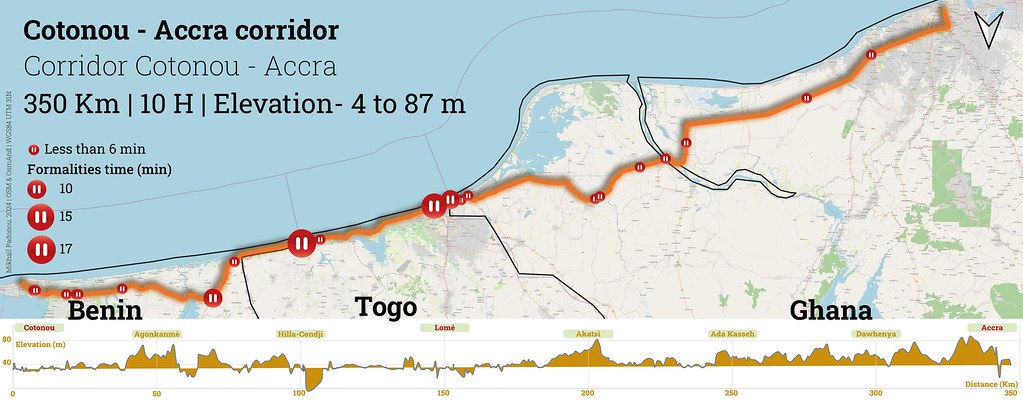 Cotonou - Accra corridor
Corridor Cotonou - Accra
350 Km | 10 H | Elevation- 4 to 87 m
Less than 6 min
Formalities time (min)
10
15
17
Mikhail Padonou, 2024 | OSM & OsmAnd | WGS84 UTM 31N
Benin
Togo
Ghana
Cotonou
Lomé
Accra
Agonkanmè
Hilla-Condji
Akatsi
Ada Kasseh
Dawhenya
80
Elevation (m)
40
Distance (Km)
0
50
100
150
200
250
300
350